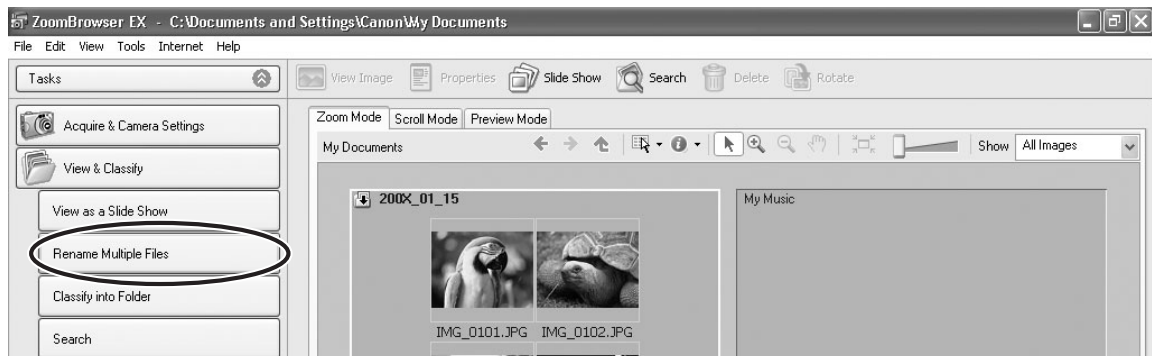 ZoomBrowser EX - C:\Documents and Settings\Canon\My Documents
File Edit View Tools Internet Help
Tasks
View Image Properties Slide Show Search Delete Rotate
Acquire & Camera Settings
View & Classify
View as a Slide Show
Rename Multiple Files
Classify into Folder
Search
Zoom Mode Scroll Mode Preview Mode
My Documents
Show All Images
200X_01_15
My Music
IMG_0101.JPG IMG_0102.JPG